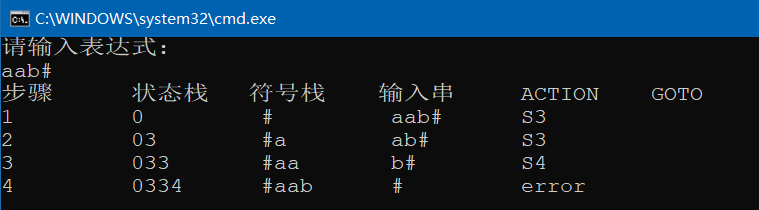 C:\WINDOWS\system32\cmd.exe
请输入表达式：
aab#
步骤 状态栈 符号栈 输入串 ACTION GOTO
1 0 # aab# S3
2 03 #a ab# S3
3 033 #aa b# S4
4 0334 #aab # error